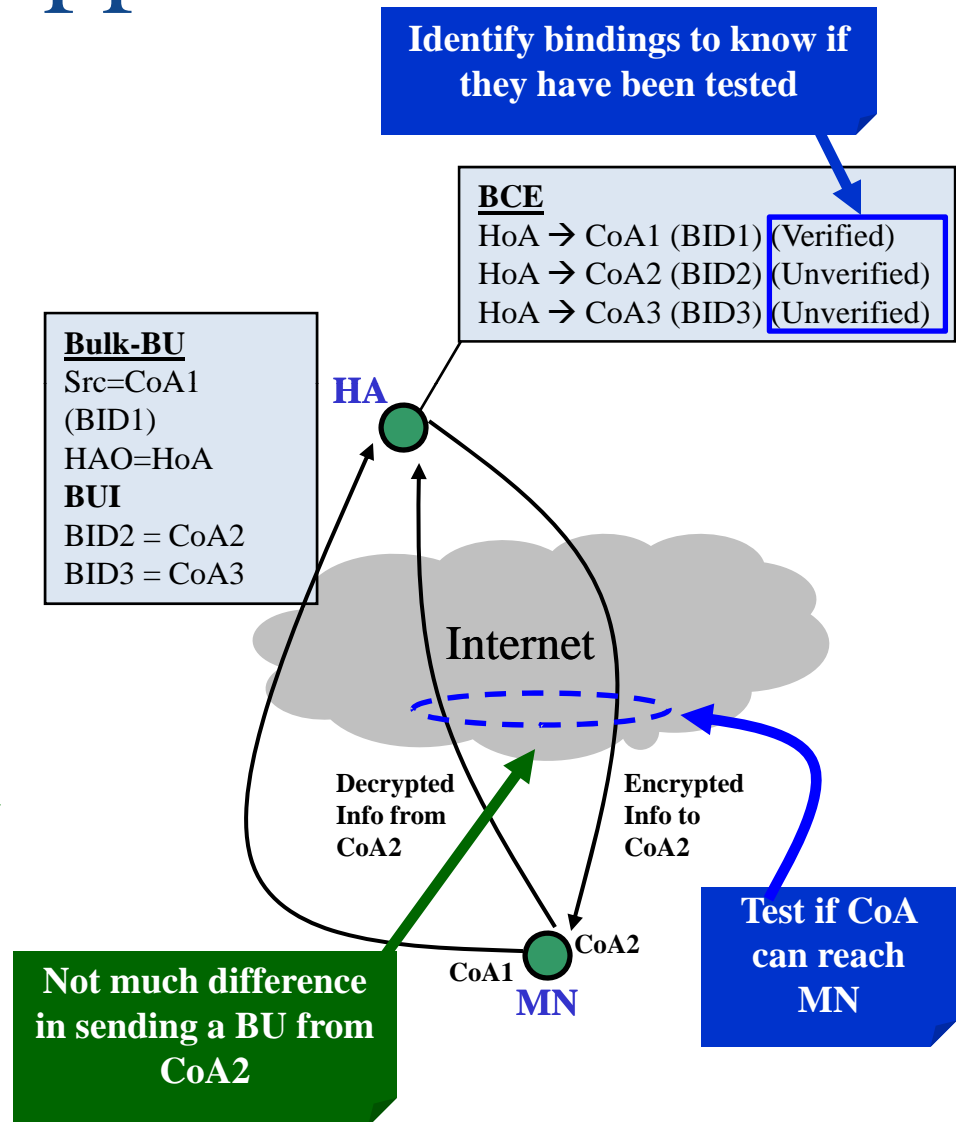 Identify bindings to know if
they have been tested
BCE
HoA → CoA1 (BID1) (Verified)
HoA → CoA2 (BID2) (Unverified)
HoA → CoA3 (BID3) (Unverified)
Bulk-BU
Src=CoA1
(BID1)
HAO=HoA
BUI
BID2 = CoA2
BID3 = CoA3
HA
Internet
Decrypted
Info from
CoA2
Encrypted
Info to
CoA2
CoA1
CoA2
MN
Test if CoA
can reach
MN
Not much difference
in sending a BU from
CoA2